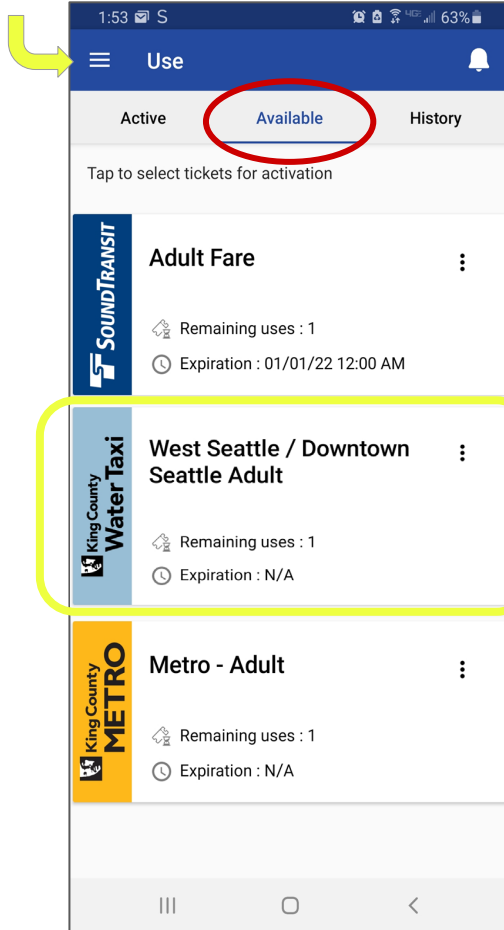 1:53 S 4GE 63%
Use
Active Available History
Tap to select tickets for activation
SOUNDTRANSIT
Adult Fare
Remaining uses : 1
Expiration : 01/01/22 12:00 AM
King County
Water Taxi
West Seattle / Downtown
Seattle Adult
Remaining uses : 1
Expiration : N/A
King County
METRO
Metro - Adult
Remaining uses : 1
Expiration : N/A